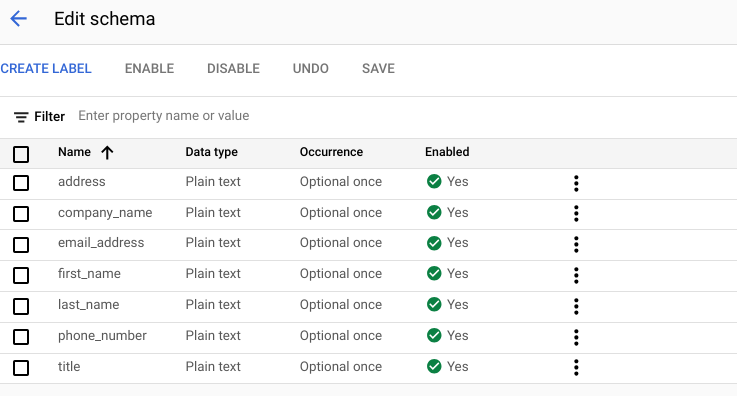 Edit schema
CREATE LABEL ENABLE DISABLE UNDO SAVE
Filter Enter property name or value
Name Data type Occurrence Enabled
address Plain text Optional once Yes
company_name Plain text Optional once Yes
email_address Plain text Optional once Yes
first_name Plain text Optional once Yes
last_name Plain text Optional once Yes
phone_number Plain text Optional once Yes
title Plain text Optional once Yes